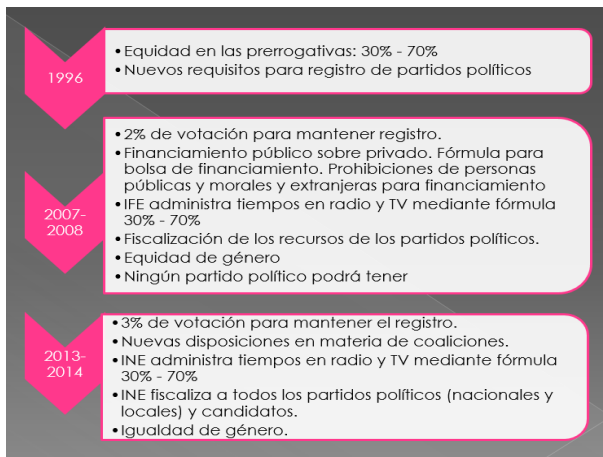 1996
• Equidad en las prerrogativas: 30% - 70%
• Nuevos requisitos para registro de partidos políticos
2007-
2008
• 2% de votación para mantener registro.
• Financiamiento público sobre privado. Fórmula para
bolsa de financiamiento. Prohibiciones de personas
públicas y morales y extranjeras para financiamiento
• IFE administra tiempos en radio y TV mediante fórmula
30% - 70%
• Fiscalización de los recursos de los partidos políticos.
• Equidad de género
• Ningún partido político podrá tener
2013-
2014
• 3% de votación para mantener el registro.
• Nuevas disposiciones en materia de coaliciones.
• INE administra tiempos en radio y TV mediante fórmula
30% - 70%
• INE fiscaliza a todos los partidos políticos (nacionales y
locales) y candidatos.
• Igualdad de género.